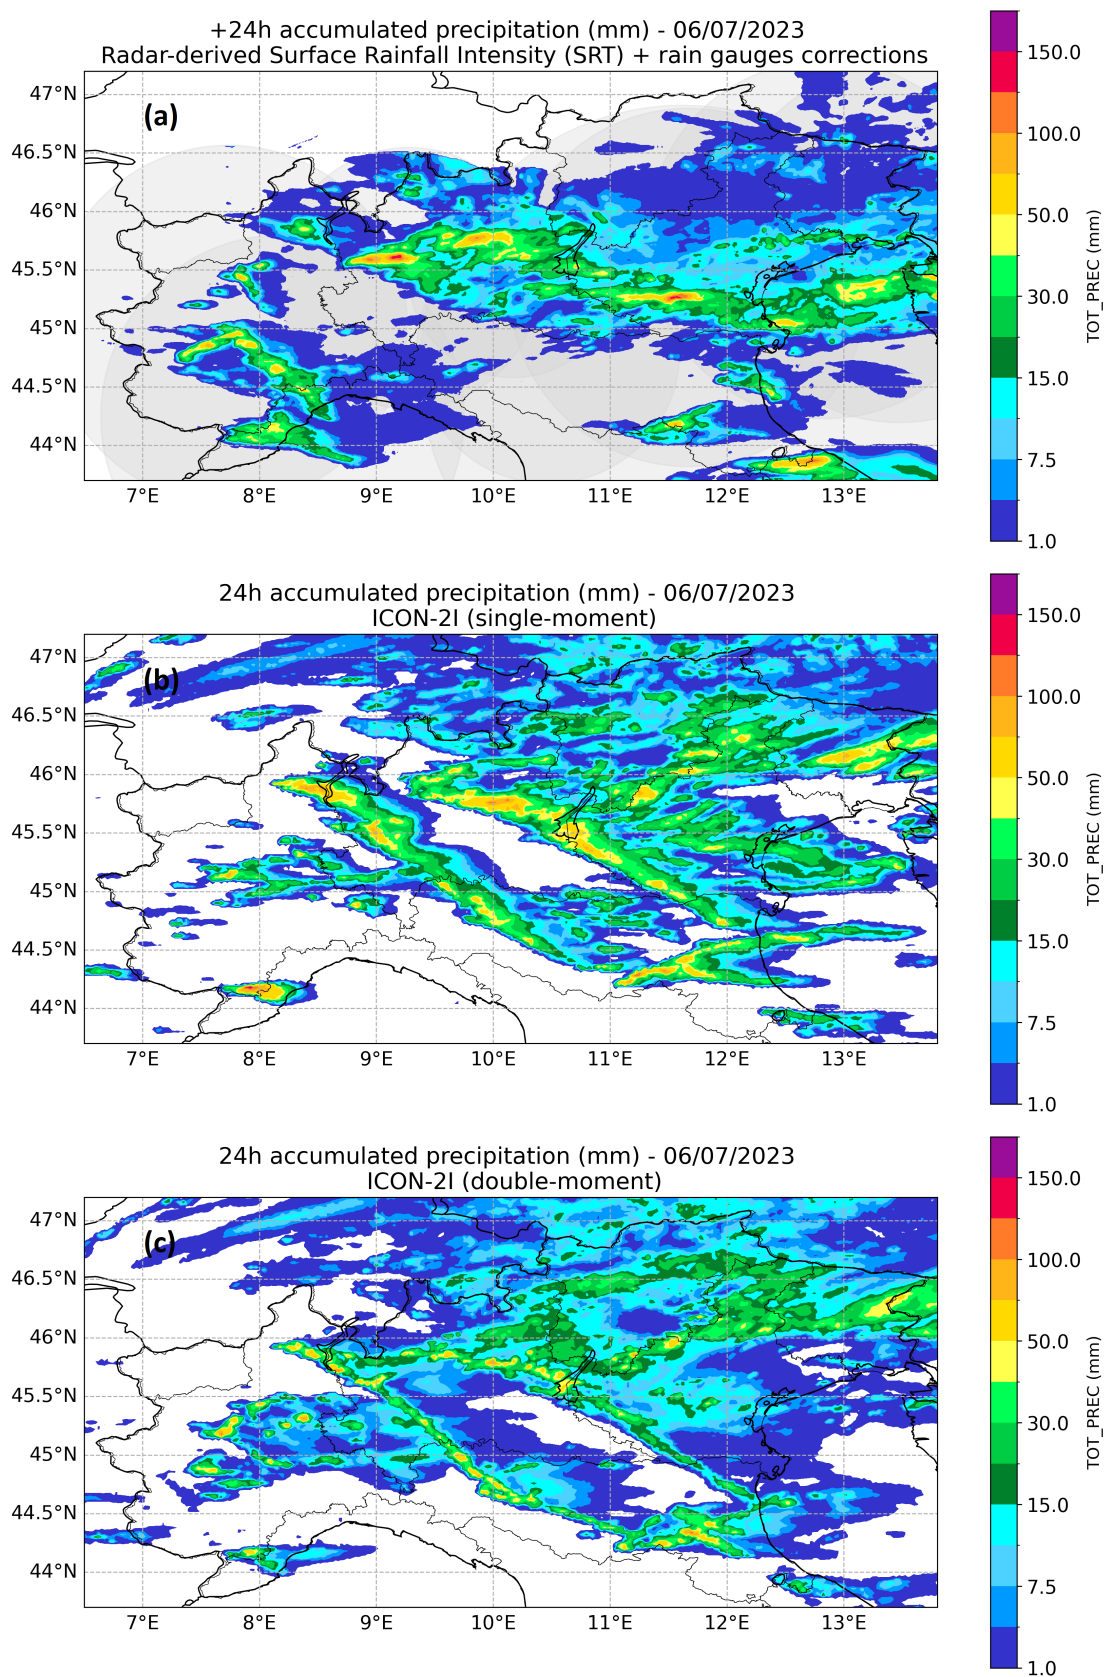 +24h accumulated precipitation (mm) - 06/07/2023
Radar-derived Surface Rainfall Intensity (SRT) + rain gauges corrections
(a)
47°N
46.5°N
46°N
45.5°N
45°N
44.5°N
44°N
7°E 8°E 9°E 10°E 11°E 12°E 13°E
150.0
100.0
50.0
30.0
15.0
7.5
1.0
TOT_PREC (mm)
24h accumulated precipitation (mm) - 06/07/2023
ICON-2I (single-moment)
(b)
47°N
46.5°N
46°N
45.5°N
45°N
44.5°N
44°N
7°E 8°E 9°E 10°E 11°E 12°E 13°E
150.0
100.0
50.0
30.0
15.0
7.5
1.0
TOT_PREC (mm)
24h accumulated precipitation (mm) - 06/07/2023
ICON-2I (double-moment)
(c)
47°N
46.5°N
46°N
45.5°N
45°N
44.5°N
44°N
7°E 8°E 9°E 10°E 11°E 12°E 13°E
150.0
100.0
50.0
30.0
15.0
7.5
1.0
TOT_PREC (mm)